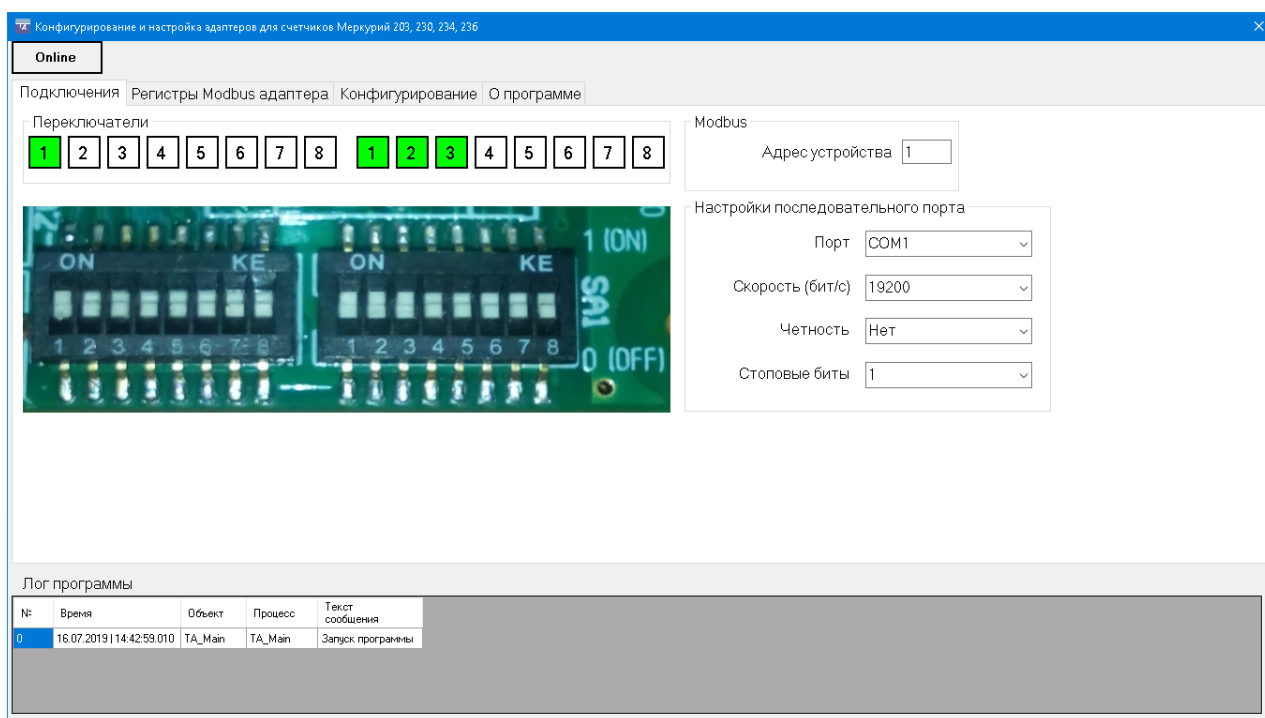 Конфигурирование и настройка адаптеров для счетчиков Меркурий 203, 230, 234, 236
Online
Подключения Регистры Modbus адаптера Конфигурирование О программе
Переключатели
1 2 3 4 5 6 7 8 1 2 3 4 5 6 7 8
Modbus
Адрес устройства 1
ON KE ON KE
1 (ON)
SA1
1 2 3 4 5 6 7 8 1 2 3 4 5 6 7 8
0 (OFF)
Настройки последовательного порта
Порт COM1
Скорость (бит/с) 19200
Четность Нет
Стоповые биты 1
Лог программы
№ Время Объект Процесс Текст сообщения
0 16.07.2019 | 14:42:59.010 TA_Main TA_Main Запуск программы